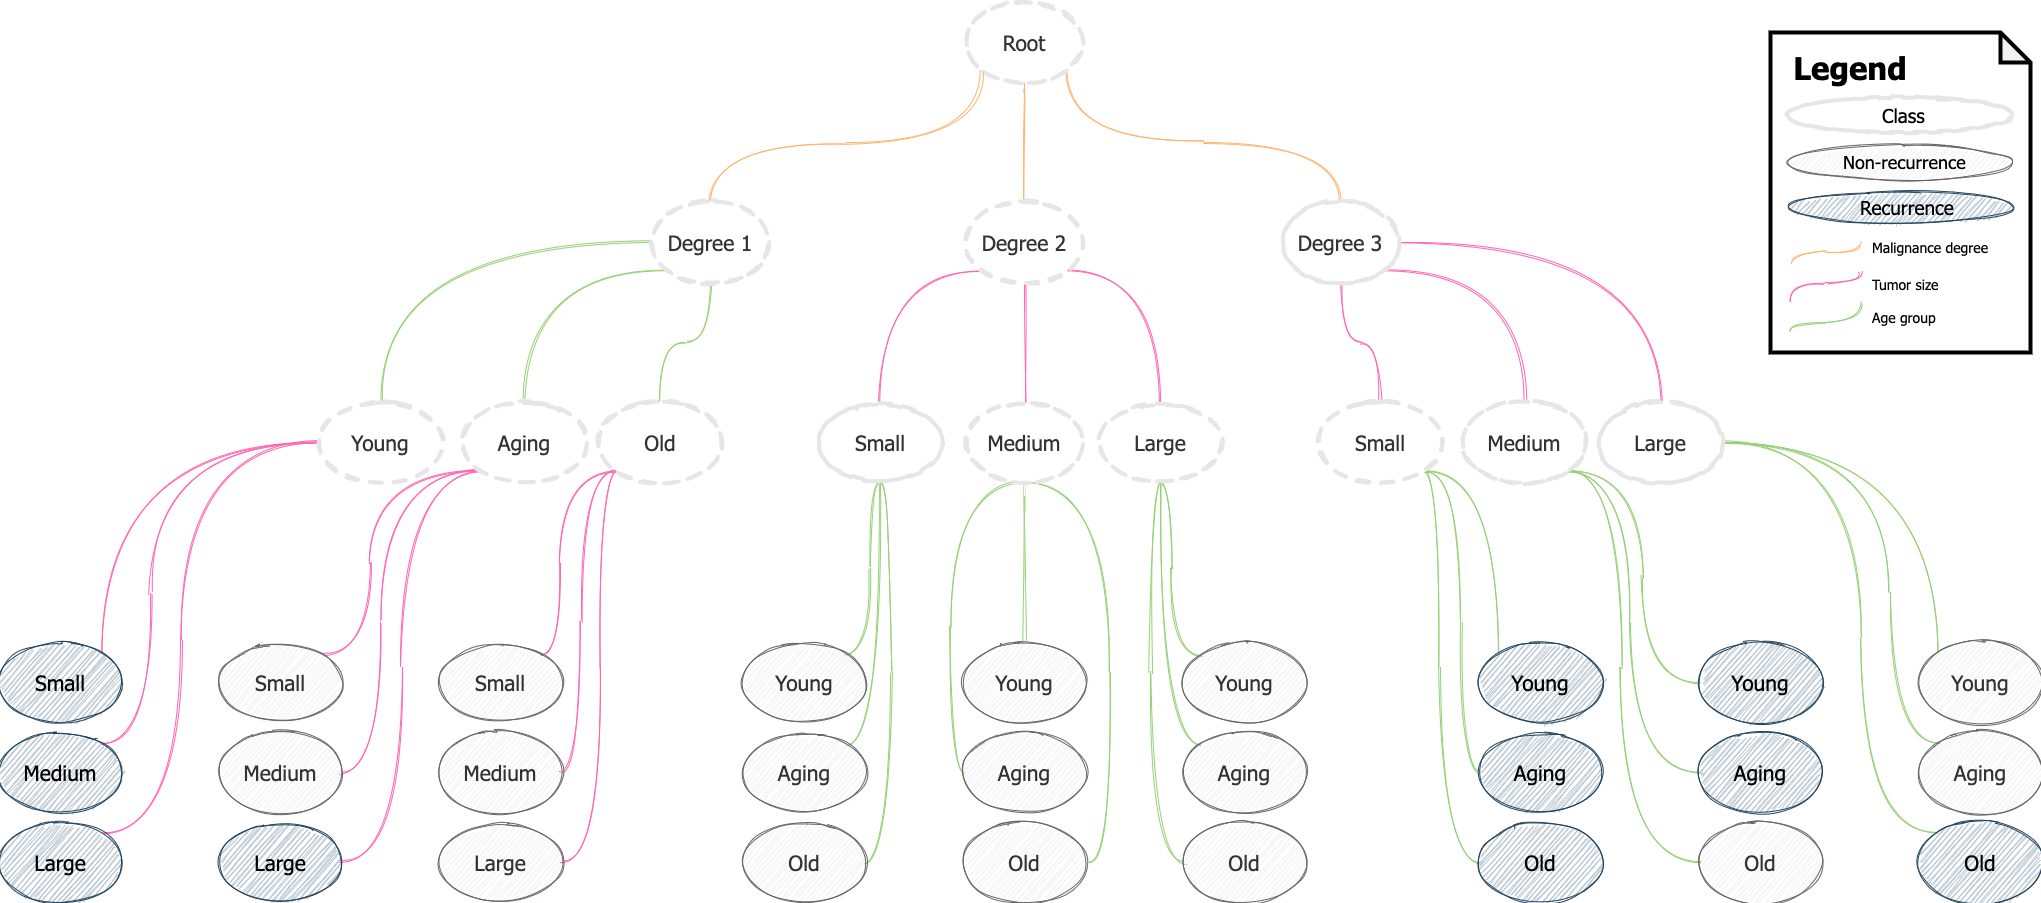 Root
Legend
Class
Non-recurrence
Recurrence
Malignance degree
Tumor size
Age group
Degree 1
Degree 2
Degree 3
Young
Aging
Old
Small
Medium
Large
Small
Medium
Large
Small
Small
Small
Young
Young
Young
Young
Young
Young
Medium
Medium
Medium
Aging
Aging
Aging
Aging
Aging
Aging
Large
Large
Large
Old
Old
Old
Old
Old
Old